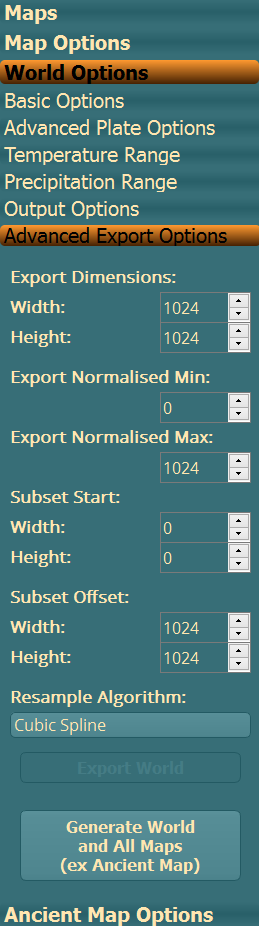 Maps
Map Options
World Options
Basic Options
Advanced Plate Options
Temperature Range
Precipitation Range
Output Options
Advanced Export Options
Export Dimensions:
Width: 1024
Height: 1024
Export Normalised Min:
0
Export Normalised Max:
1024
Subset Start:
Width: 0
Height: 0
Subset Offset:
Width: 1024
Height: 1024
Resample Algorithm:
Cubic Spline
Export World
Generate World
and All Maps
(ex Ancient Map)
Ancient Map Options